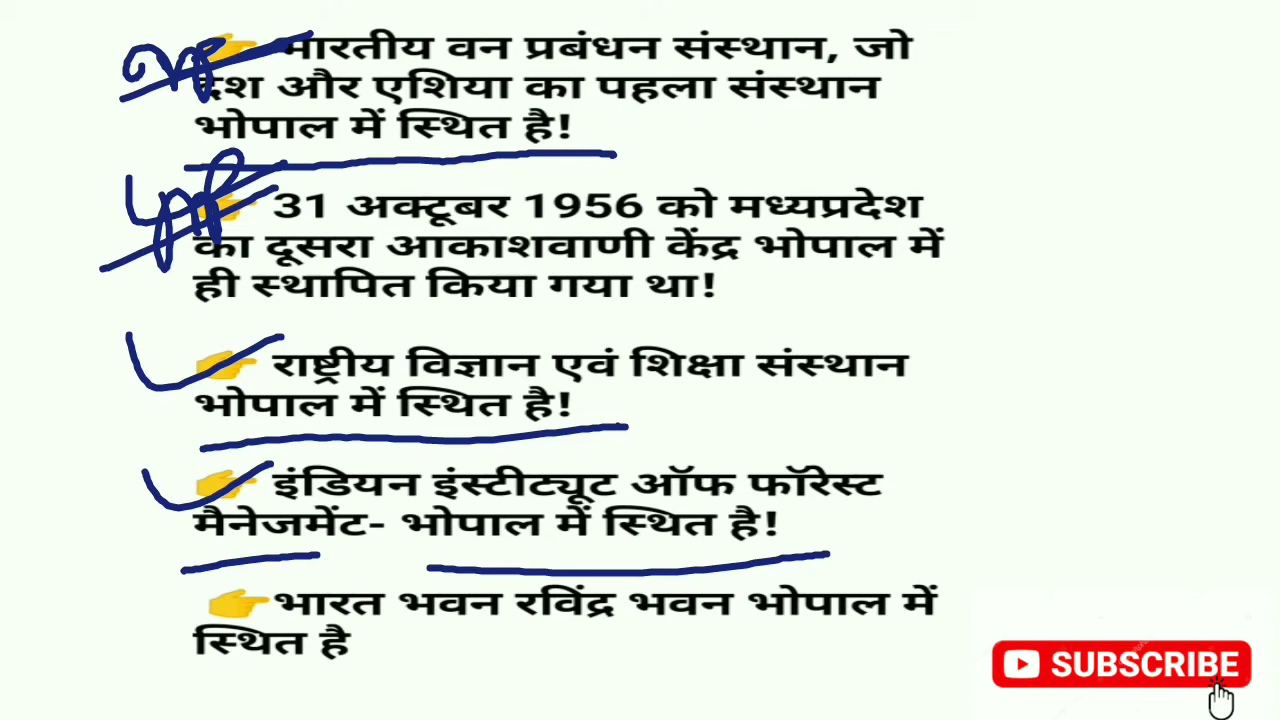 👉 भारतीय वन प्रबंधन संस्थान, जो
देश और एशिया का पहला संस्थान
भोपाल में स्थित है!
👉 31 अक्टूबर 1956 को मध्यप्रदेश
का दूसरा आकाशवाणी केंद्र भोपाल में
ही स्थापित किया गया था!
👉 राष्ट्रीय विज्ञान एवं शिक्षा संस्थान
भोपाल में स्थित है!
👉 इंडियन इंस्टीट्यूट ऑफ फॉरेस्ट
मैनेजमेंट- भोपाल में स्थित है!
👉भारत भवन रविंद्र भवन भोपाल में
स्थित है
SUBSCRIBE